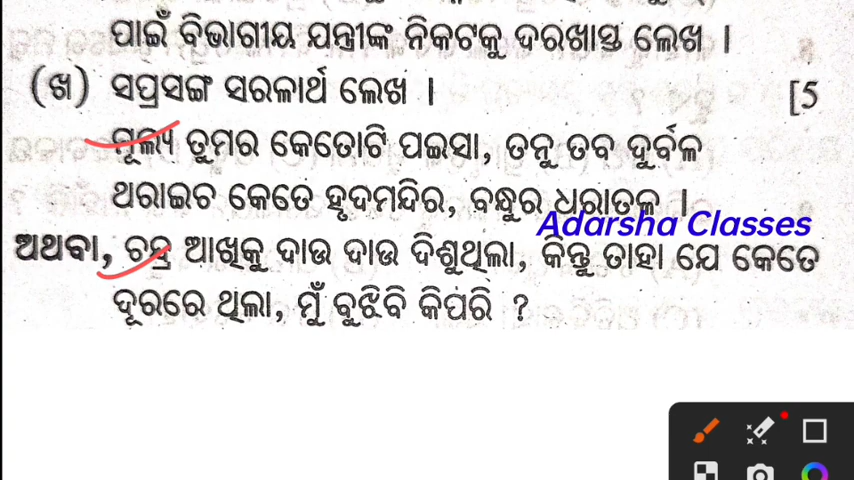 ପାଇଁ ବିଭାଗୀୟ ଯନ୍ତ୍ରୀଙ୍କ ନିକଟକୁ ଦରଖାସ୍ତ ଲେଖ ।
(ଖ) ସପ୍ରସଙ୍ଗ ସରଳାର୍ଥ ଲେଖ । [5
ମୂଲ୍ୟ ତୁମର କେତୋଟି ପଇସା, ତନୁ ତବ ଦୁର୍ବଳ
ଥରାଇଚ କେତେ ହୃଦମନ୍ଦିର, ବନ୍ଧୁର ଧରାତଳ ।
Adarsha Classes
ଅଥବା, ଚନ୍ଦ୍ର ଆଖିକୁ ଦାଉ ଦାଉ ଦିଶୁଥିଲା, କିନ୍ତୁ ତାହା ଯେ କେତେ
ଦୂରରେ ଥିଲା, ମୁଁ ବୁଝିବି କିପରି ?